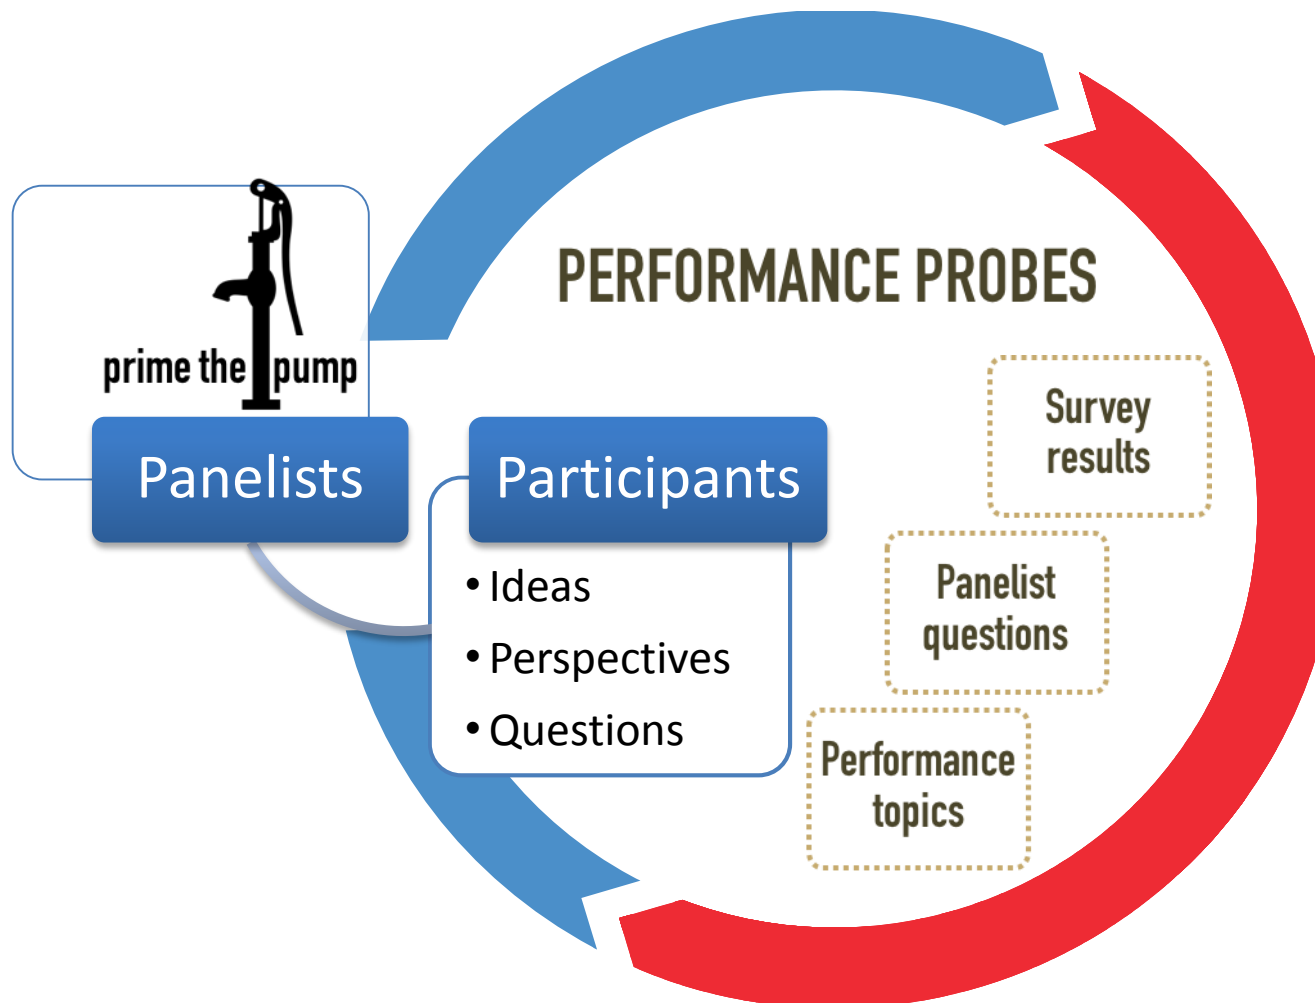 PERFORMANCE PROBES
prime the pump
Panelists
Participants
• Ideas
• Perspectives
• Questions
Survey
results
Panelist
questions
Performance
topics